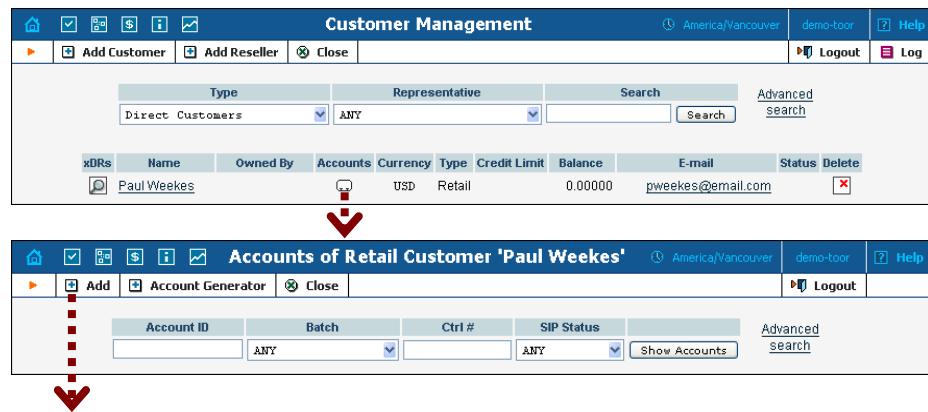 Customer Management America/Vancouver demo-toor ? Help
Add Customer Add Reseller Close Logout Log
Type Representative Search
Direct Customers ANY Search
Advanced
search
xDRs Name Owned By Accounts Currency Type Credit Limit Balance E-mail Status Delete
Paul Weekes USD Retail 0.00000 pweekes@email.com
Accounts of Retail Customer 'Paul Weekes' America/Vancouver demo-toor ? Help
Add Account Generator Close Logout
Account ID Batch Ctrl # SIP Status
ANY ANY Show Accounts
Advanced
search